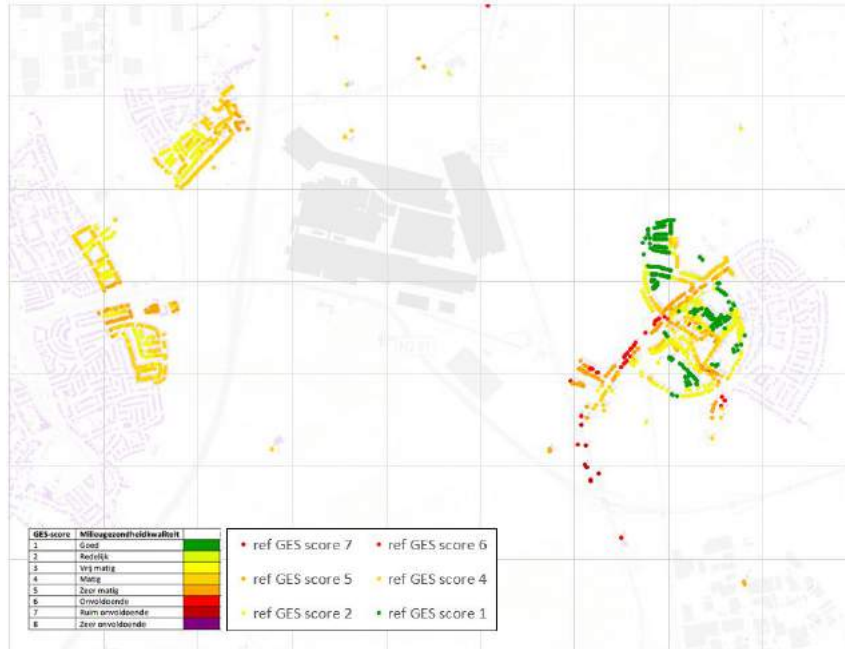 GES-score Milieugezondheidkwaliteit
1 Goed
2 Redelijk
3 Vrij matig
4 Matig
5 Zeer matig
6 Onvoldoende
7 Ruim onvoldoende
8 Zeer onvoldoende
ref GES score 7 ref GES score 6
ref GES score 5 ref GES score 4
ref GES score 2 ref GES score 1